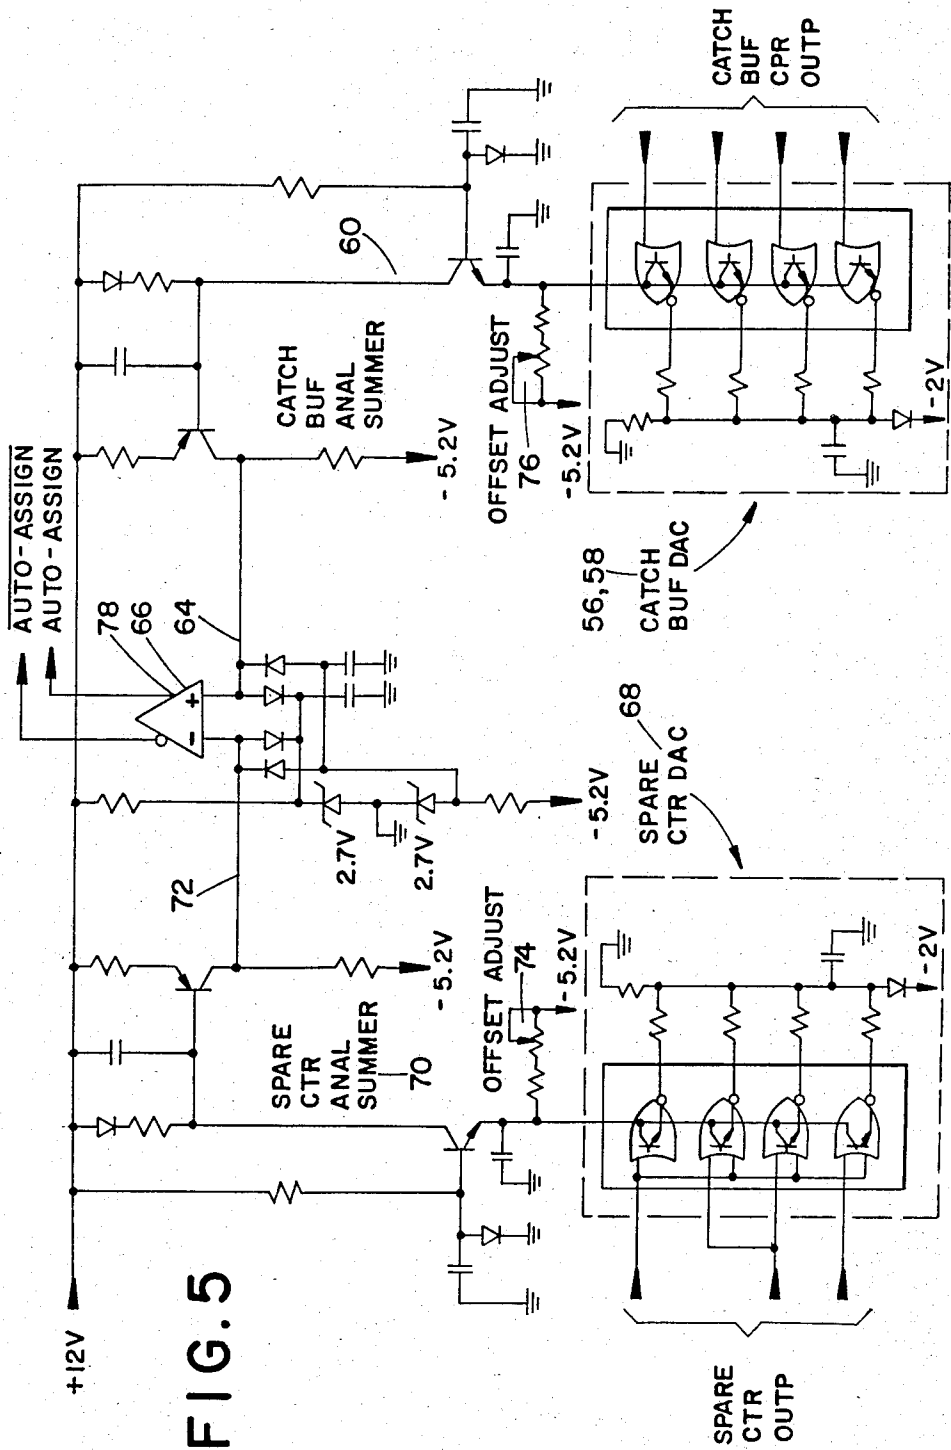 +12V
FIG.5
AUTO-ASSIGN
AUTO-ASSIGN
78
66
64
60
72
SPARE
CTR
ANAL
SUMMER
70
CATCH
BUF
ANAL
SUMMER
-5.2V
-5.2V
2.7V
2.7V
-5.2V
OFFSET ADJUST
74
-5.2V
OFFSET ADJUST
76
-5.2V
68
SPARE
CTR DAC
56,58
CATCH
BUF DAC
-2V
-2V
SPARE
CTR
OUTP
CATCH
BUF
CPR
OUTP
+
-